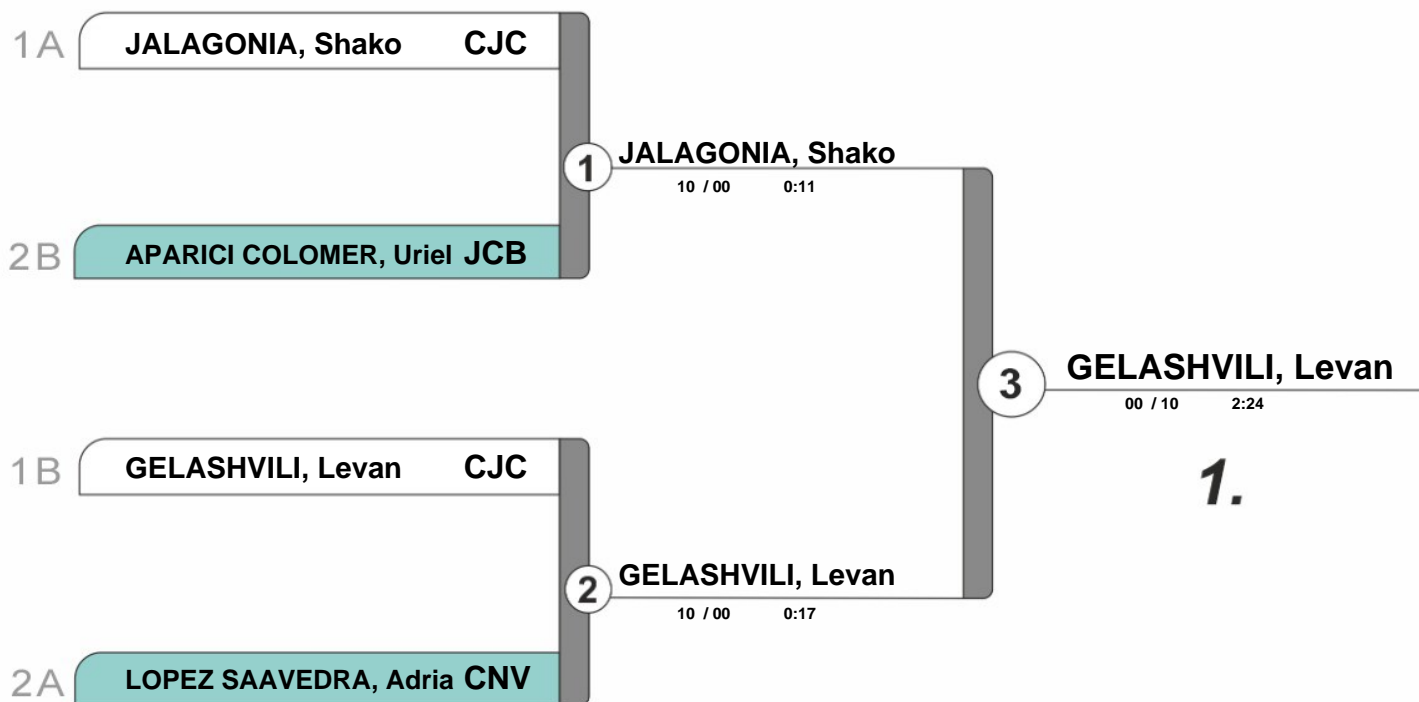 1A JALAGONIA, Shako CJC
1 JALAGONIA, Shako
10 / 00 0:11
2B APARICI COLOMER, Uriel JCB
3 GELASHVILI, Levan
00 / 10 2:24
1B GELASHVILI, Levan CJC
1.
2 GELASHVILI, Levan
10 / 00 0:17
2A LOPEZ SAAVEDRA, Adria CNV